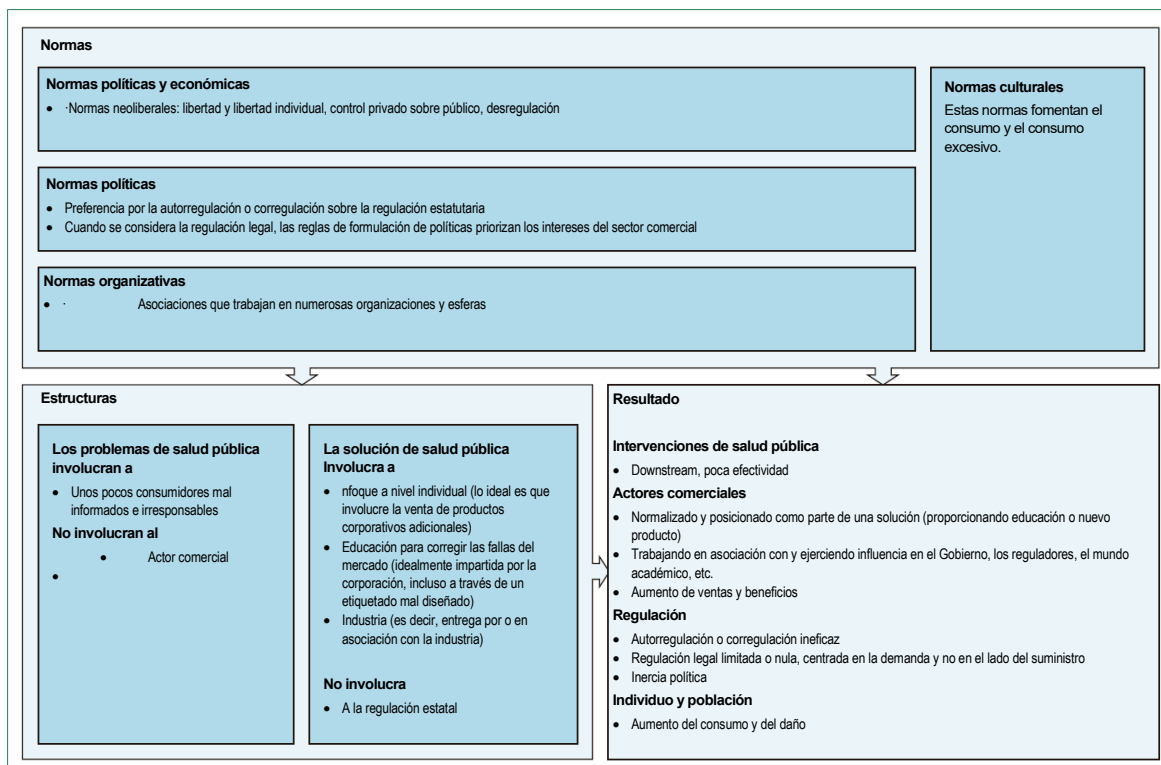 Normas
Normas políticas y económicas
● ·Normas neoliberales: libertad y libertad individual, control privado sobre público, desregulación
Normas políticas
● Preferencia por la autorregulación o corregulación sobre la regulación estatutaria
● Cuando se considera la regulación legal, las reglas de formulación de políticas priorizan los intereses del sector comercial
Normas organizativas
● · Asociaciones que trabajan en numerosas organizaciones y esferas
Normas culturales
Estas normas fomentan el
consumo y el consumo
excesivo.
Estructuras
Los problemas de salud pública
involucran a
● Unos pocos consumidores mal
informados e irresponsables
No involucran al
● Actor comercial
●
La solución de salud pública
Involucra a
● nfoque a nivel individual (lo ideal es que
involucre la venta de productos
corporativos adicionales)
● Educación para corregir las fallas del
mercado (idealmente impartida por la
corporación, incluso a través de un
etiquetado mal diseñado)
● Industria (es decir, entrega por o en
asociación con la industria)
No involucra
● A la regulación estatal
Resultado
Intervenciones de salud pública
● Downstream, poca efectividad
Actores comerciales
● Normalizado y posicionado como parte de una solución (proporcionando educación o nuevo
producto)
● Trabajando en asociación con y ejerciendo influencia en el Gobierno, los reguladores, el mundo
académico, etc.
● Aumento de ventas y beneficios
Regulación
● Autorregulación o corregulación ineficaz
● Regulación legal limitada o nula, centrada en la demanda y no en el lado del suministro
● Inercia política
Individuo y población
● Aumento del consumo y del daño